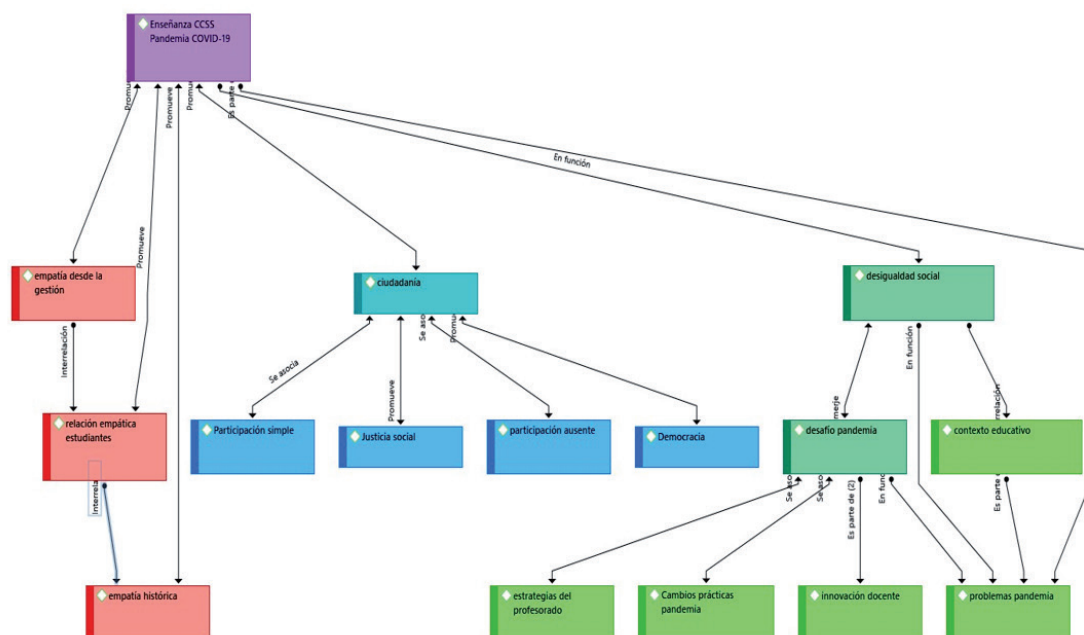 Enseñanza CCSS
Pandemia COVID-19
Promueve
Promueve
Es parte
En función
Promueve
empatía desde la
gestión
ciudadanía
desigualdad social
Interrelación
Se asocia
Promueve
En función
relación empática
estudiantes
Participación simple
Justicia social
participación ausente
Democracia
desafío pandemia
contexto educativo
Es parte de (2)
Es parte
empatía histórica
estrategias del
profesorado
Cambios prácticas
pandemia
innovación docente
problemas pandemia